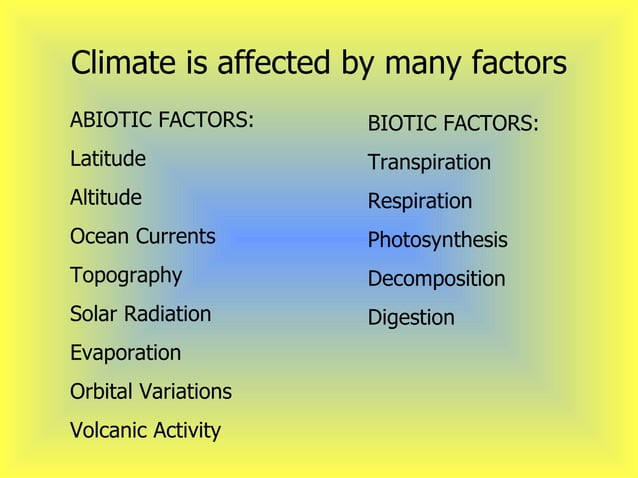 Climate is affected by many factors
ABIOTIC FACTORS:
Latitude
Altitude
Ocean Currents
Topography
Solar Radiation
Evaporation
Orbital Variations
Volcanic Activity
BIOTIC FACTORS:
Transpiration
Respiration
Photosynthesis
Decomposition
Digestion